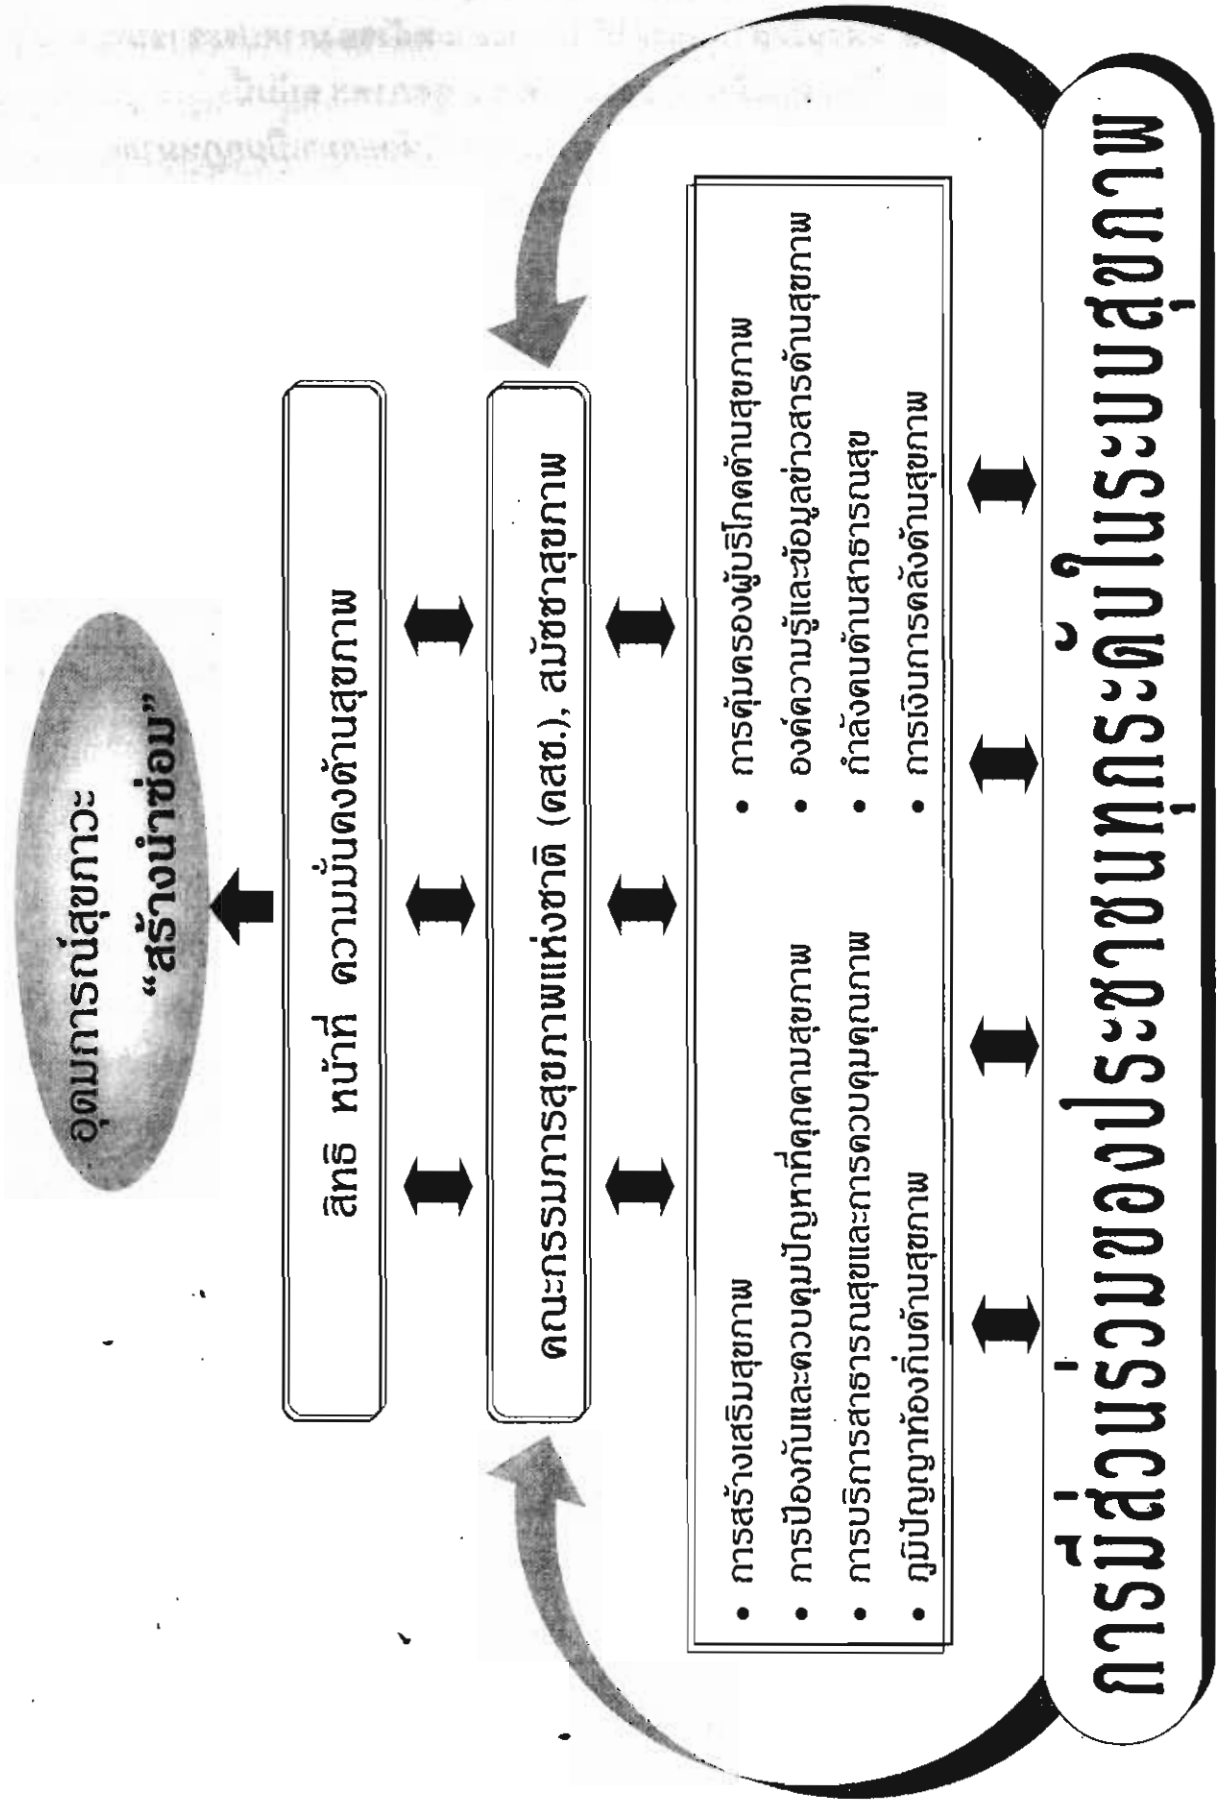 อุดมการณ์สุขภาวะ
“สร้างนำซ่อม”
สิทธิ หน้าที่ ความมั่นคงด้านสุขภาพ
คณะกรรมการสุขภาพแห่งชาติ (คสช.), สมัชชาสุขภาพ
• การสร้างเสริมสุขภาพ
• การป้องกันและควบคุมปัญหาที่คุกคามสุขภาพ
• การบริการสาธารณสุขและการควบคุมคุณภาพ
• ภูมิปัญญาท้องถิ่นด้านสุขภาพ
• การคุ้มครองผู้บริโภคด้านสุขภาพ
• องค์ความรู้และข้อมูลข่าวสารด้านสุขภาพ
• กำลังคนด้านสาธารณสุข
• การเงินการคลังด้านสุขภาพ
การมีส่วนร่วมของประชาชนทุกระดับในระบบสุขภาพ